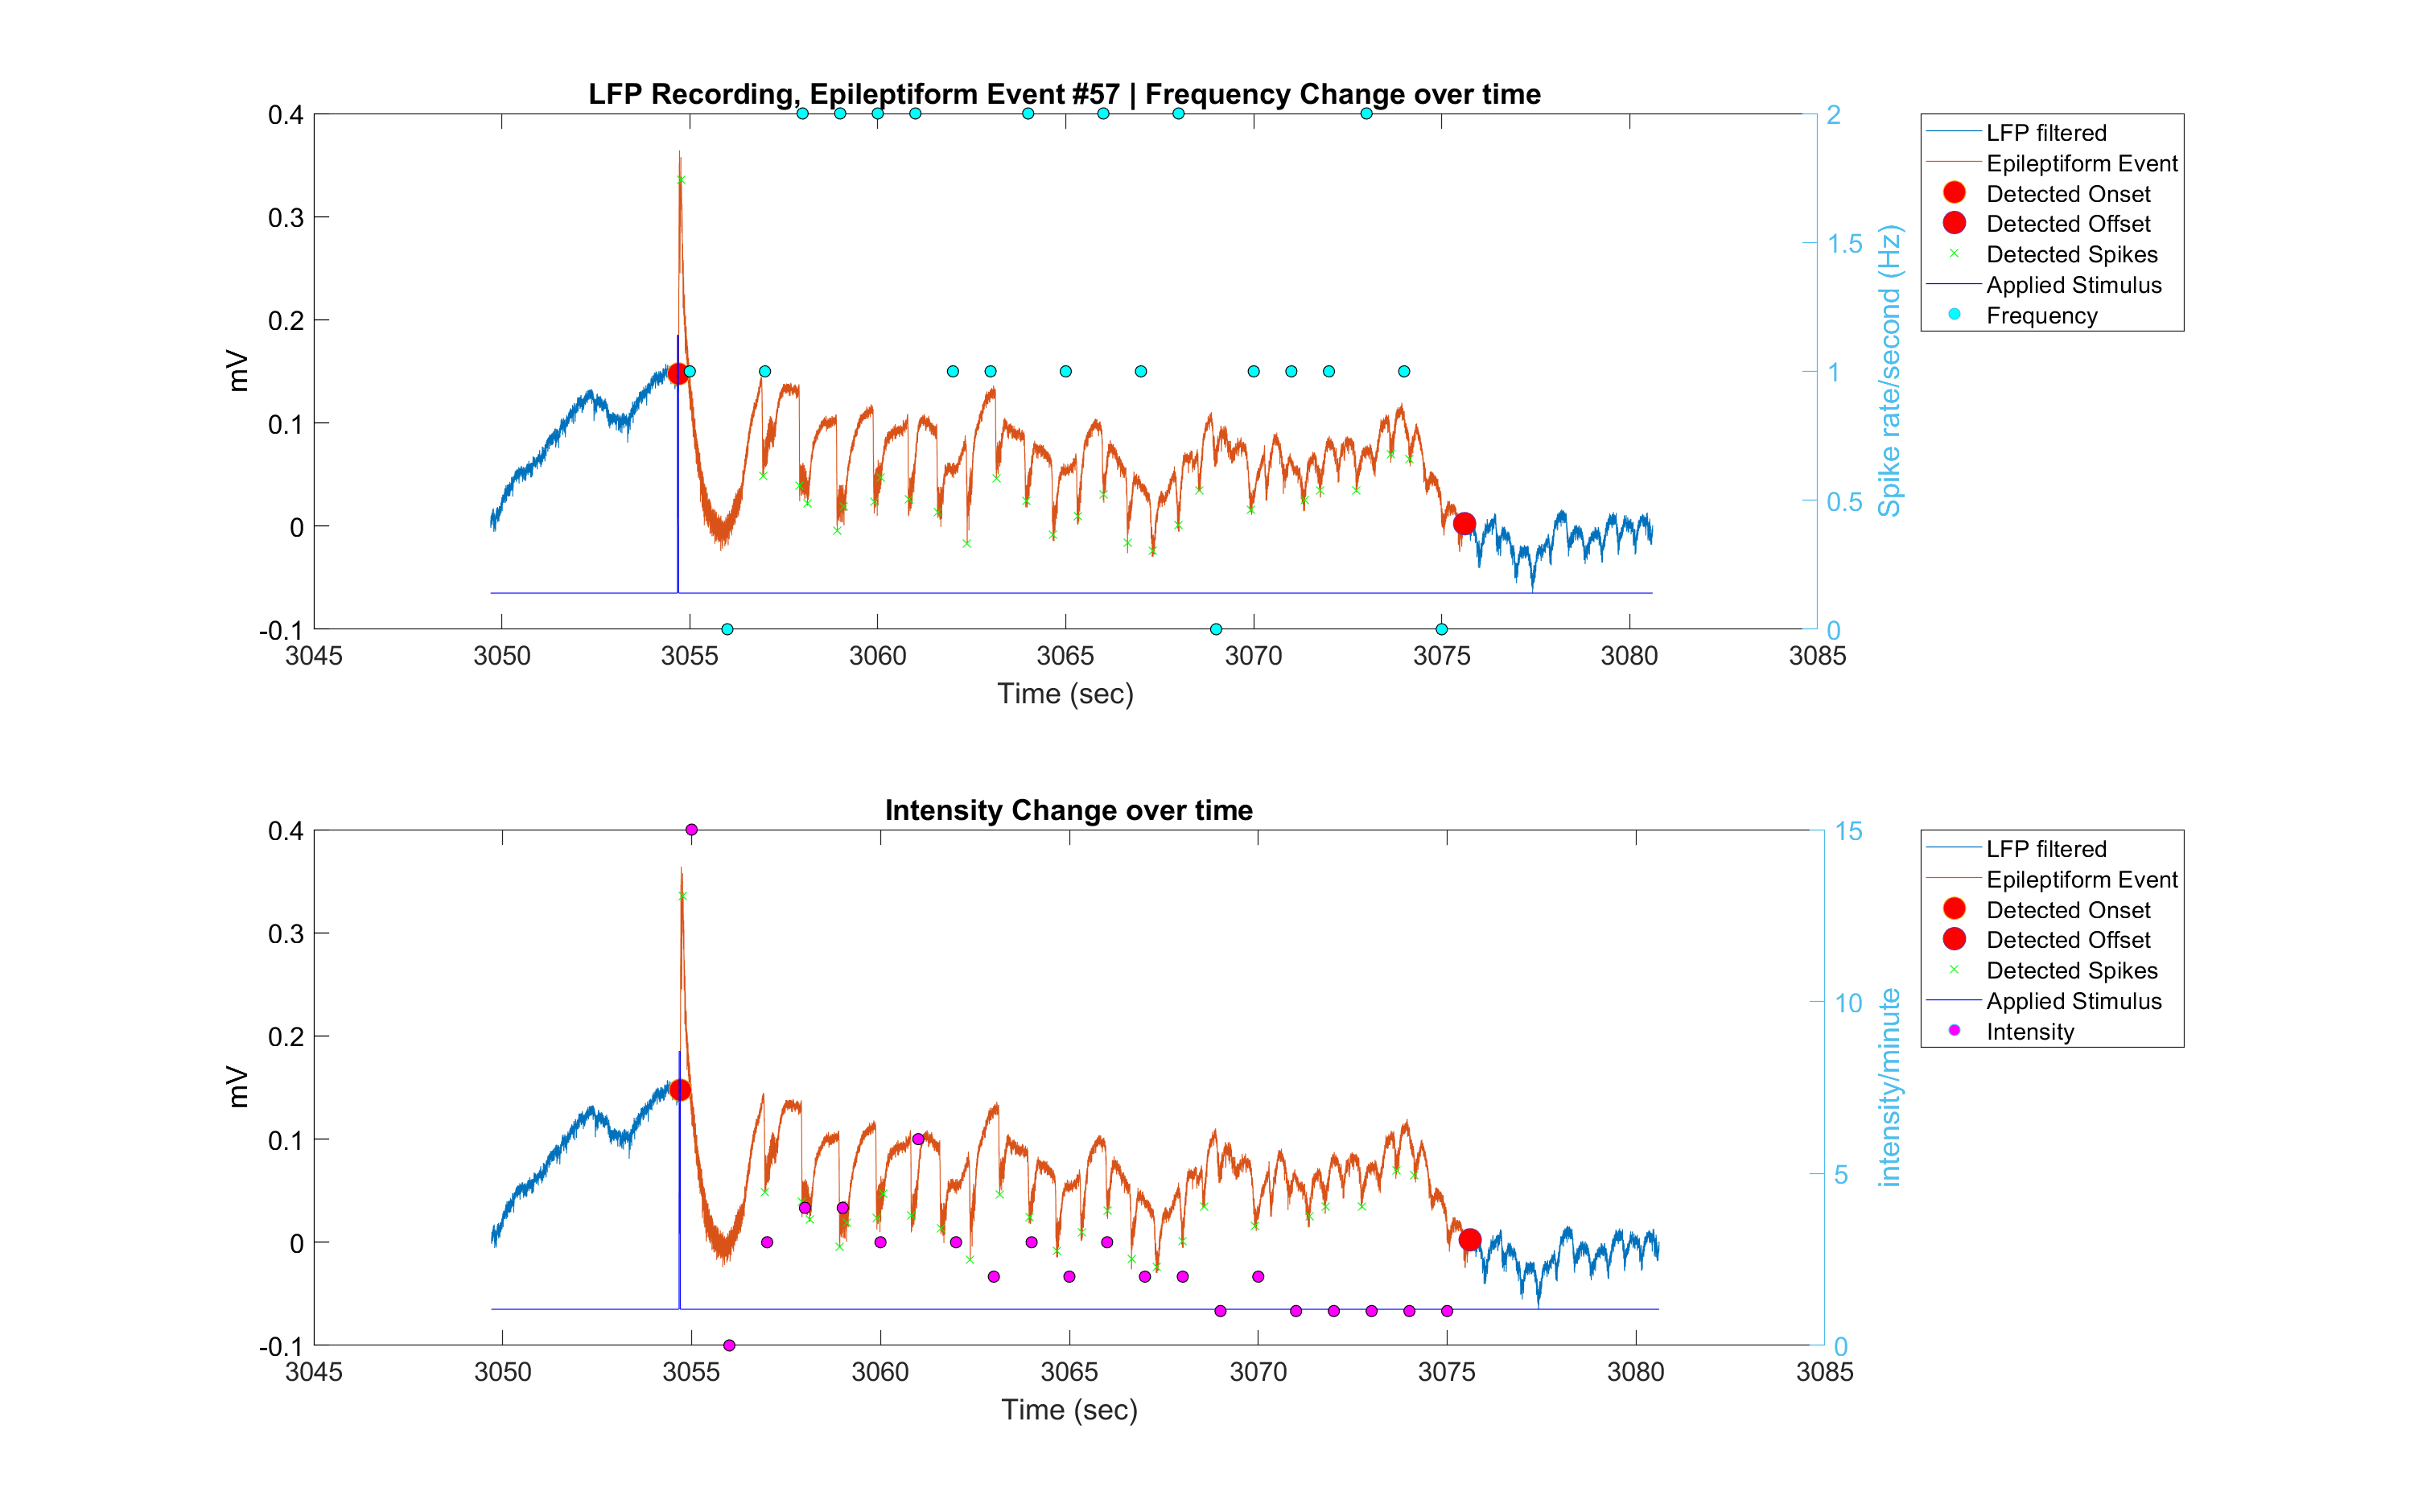 LFP Recording, Epileptiform Event #57 | Frequency Change over time
0.4
0.3
0.2
0.1
0
-0.1
mV
3045 3050 3055 3060 3065 3070 3075 3080 3085
Time (sec)
2
1.5
1
0.5
0
Spike rate/second (Hz)
LFP filtered
Epileptiform Event
Detected Onset
Detected Offset
Detected Spikes
Applied Stimulus
Frequency
Intensity Change over time
0.4
0.3
0.2
0.1
0
-0.1
mV
3045 3050 3055 3060 3065 3070 3075 3080 3085
Time (sec)
15
10
5
0
intensity/minute
LFP filtered
Epileptiform Event
Detected Onset
Detected Offset
Detected Spikes
Applied Stimulus
Intensity